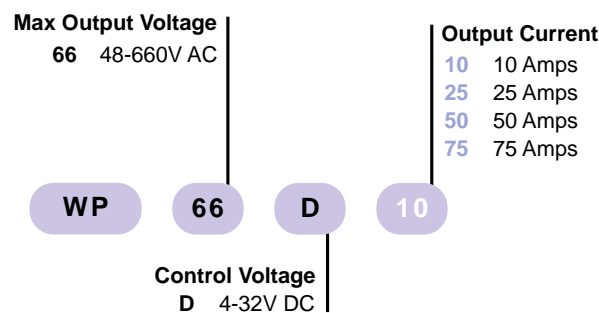 Max Output Voltage
66 48-660V AC
Output Current
10 10 Amps
25 25 Amps
50 50 Amps
75 75 Amps
WP 66 D 10
Control Voltage
D 4-32V DC